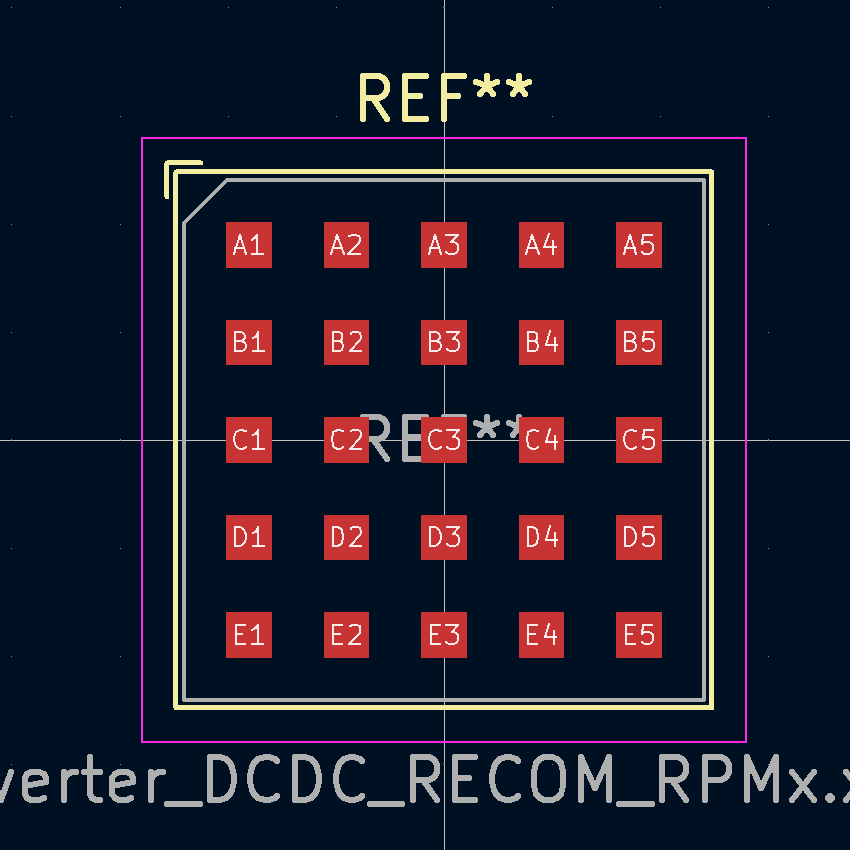 REF**
A1 A2 A3 A4 A5
B1 B2 B3 B4 B5
C1 C2 C3 C4 C5
D1 D2 D3 D4 D5
E1 E2 E3 E4 E5
verter_DCDC_RECOM_RPMx.x